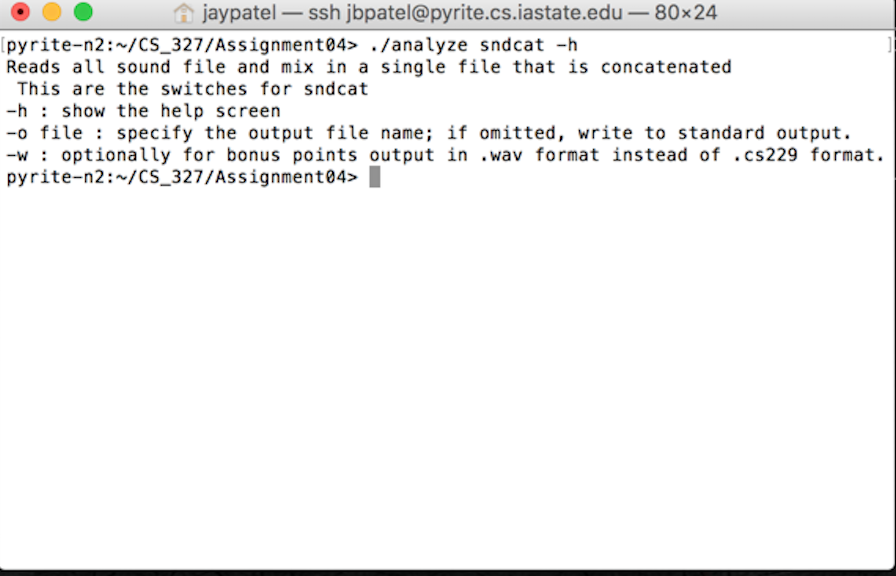 jaypatel — ssh jbpatel@pyrite.cs.iastate.edu — 80×24
[pyrite-n2:~/CS_327/Assignment04> ./analyze sndcat -h ]
Reads all sound file and mix in a single file that is concatenated
 This are the switches for sndcat
-h : show the help screen
-o file : specify the output file name; if omitted, write to standard output.
-w : optionally for bonus points output in .wav format instead of .cs229 format.
pyrite-n2:~/CS_327/Assignment04>